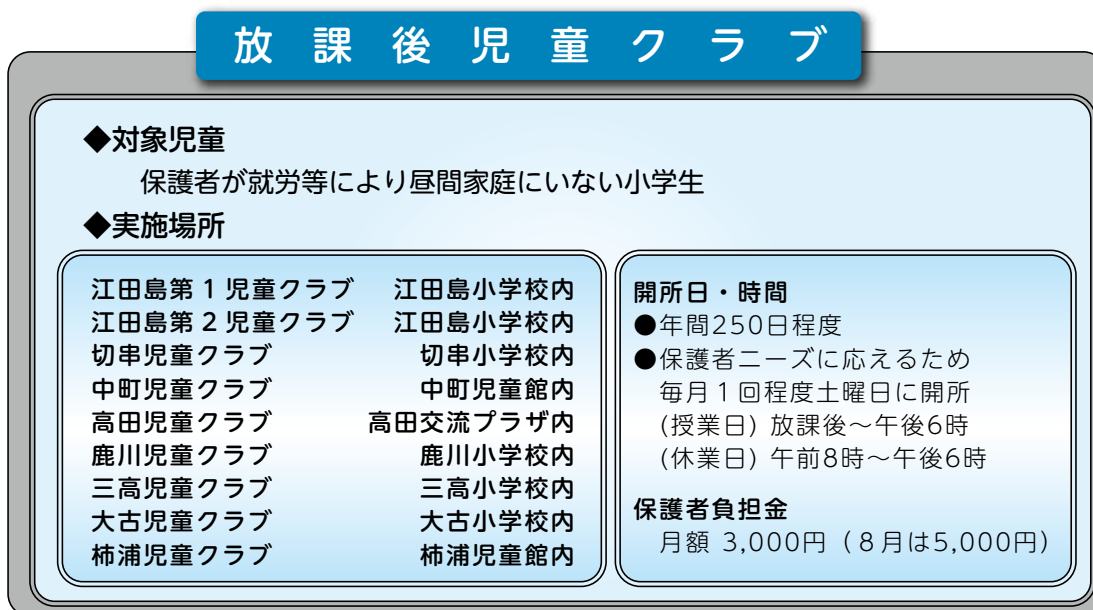 放課後児童クラブ
◆対象児童
保護者が就労等により昼間家庭にいない小学生
◆実施場所
江田島第1児童クラブ 江田島小学校内
江田島第2児童クラブ 江田島小学校内
切串児童クラブ 切串小学校内
中町児童クラブ 中町児童館内
高田児童クラブ 高田交流プラザ内
鹿川児童クラブ 鹿川小学校内
三高児童クラブ 三高小学校内
大古児童クラブ 大古小学校内
柿浦児童クラブ 柿浦児童館内
開所日・時間
●年間250日程度
●保護者ニーズに応えるため
毎月1回程度土曜日に開所
(授業日) 放課後～午後6時
(休業日) 午前8時～午後6時
保護者負担金
月額 3,000円（8月は5,000円）